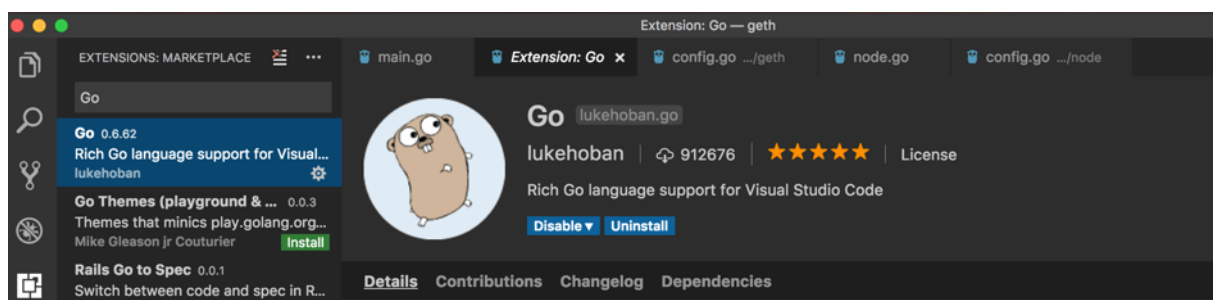 Extension: Go — geth
EXTENSIONS: MARKETPLACE
main.go
Extension: Go
config.go .../geth
node.go
config.go .../node
Go
Go 0.6.62
Rich Go language support for Visual...
lukehoban
Go Themes (playground & ... 0.0.3
Themes that minics play.golang.org...
Mike Gleason jr Couturier
Install
Rails Go to Spec 0.0.1
Switch between code and spec in R...
Go lukehoban.go
lukehoban | 912676 | ★★★★★ | License
Rich Go language support for Visual Studio Code
Disable ▾ Uninstall
Details Contributions Changelog Dependencies